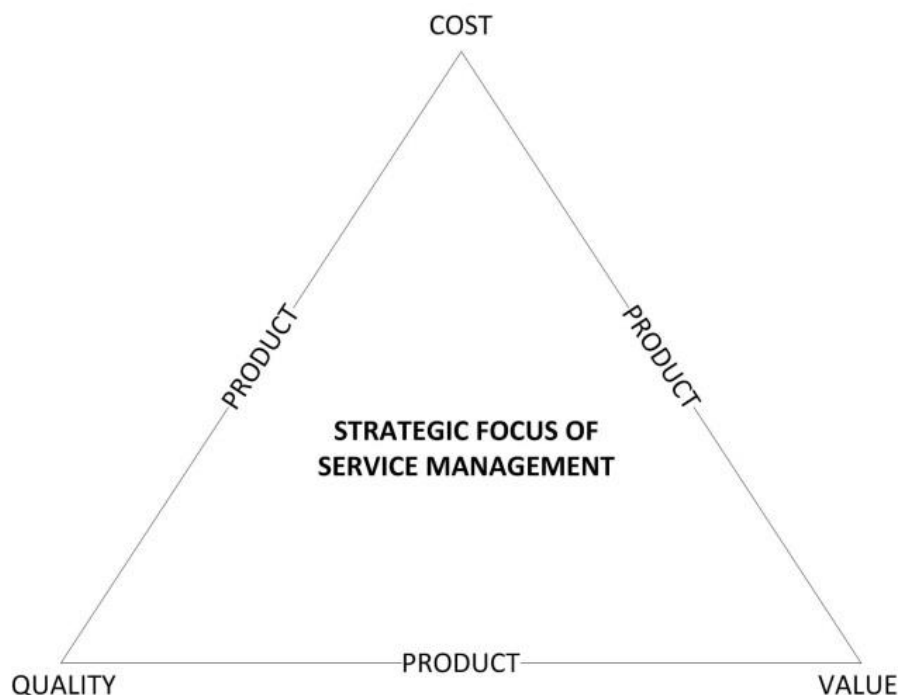 COST
PRODUCT
PRODUCT
STRATEGIC FOCUS OF
SERVICE MANAGEMENT
PRODUCT
QUALITY
VALUE